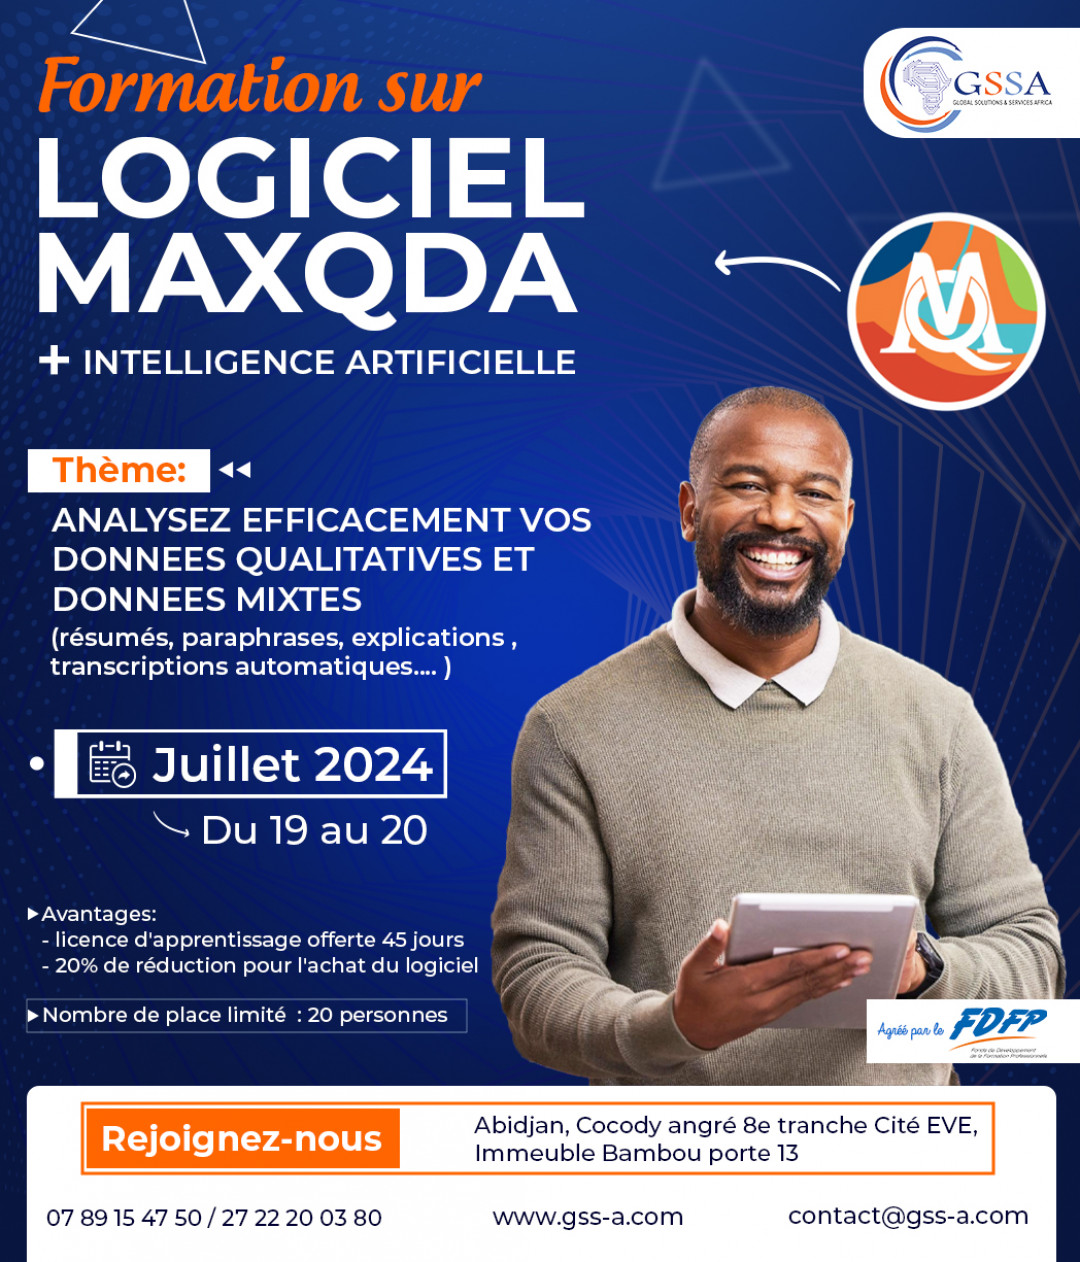 Formation sur
GSSA
GLOBAL SOLUTIONS & SERVICES AFRICA
LOGICIEL
MAXQDA
+ INTELLIGENCE ARTIFICIELLE
MQ
Thème:
ANALYSEZ EFFICACEMENT VOS
DONNEES QUALITATIVES ET
DONNEES MIXTES
(résumés, paraphrases, explications ,
transcriptions automatiques.... )
Juillet 2024
Du 19 au 20
Avantages:
- licence d'apprentissage offerte 45 jours
- 20% de réduction pour l'achat du logiciel
Nombre de place limité : 20 personnes
Agréé par le FDFP
Fonds de Développement
de la Formation Professionnelle
Rejoignez-nous
Abidjan, Cocody angré 8e tranche Cité EVE,
Immeuble Bambou porte 13
07 89 15 47 50 / 27 22 20 03 80
www.gss-a.com
contact@gss-a.com